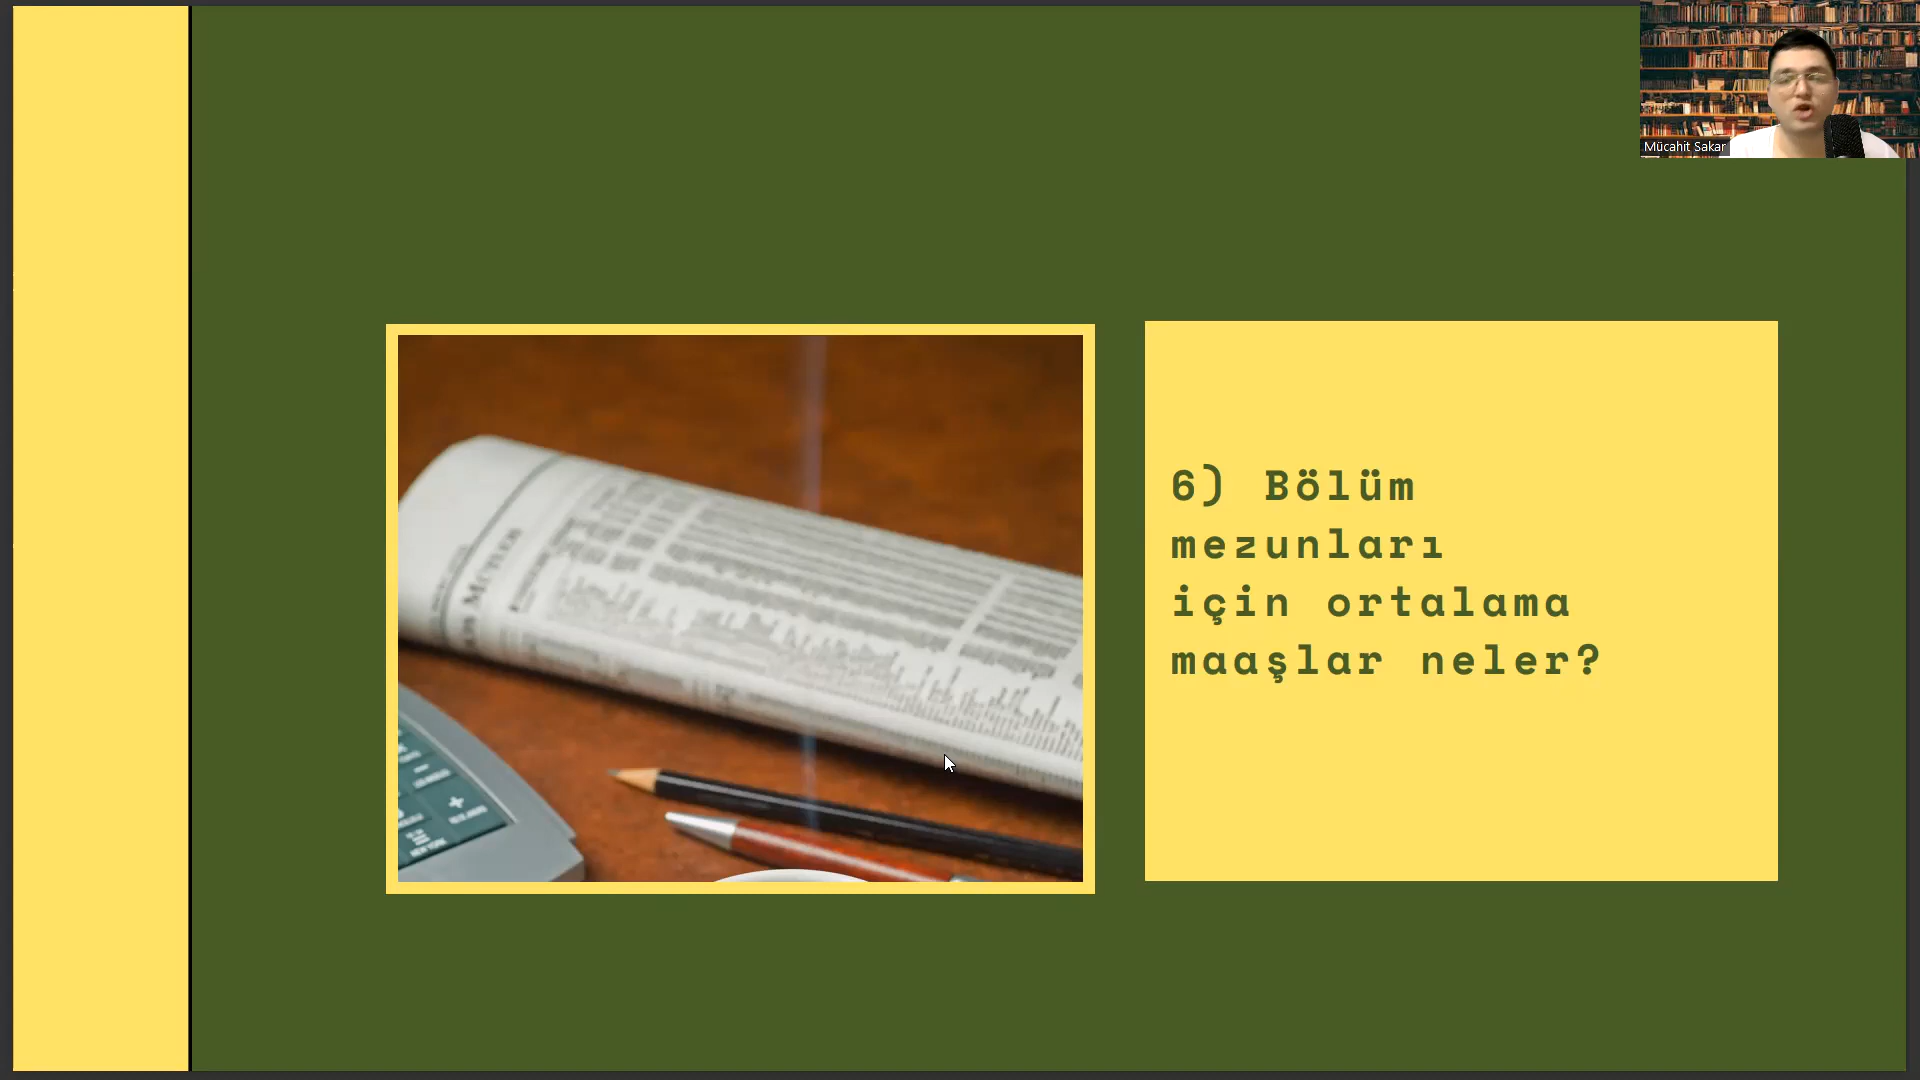 Mücahit Sakar
6) Bölüm
mezunları
için ortalama
maaşlar neler?